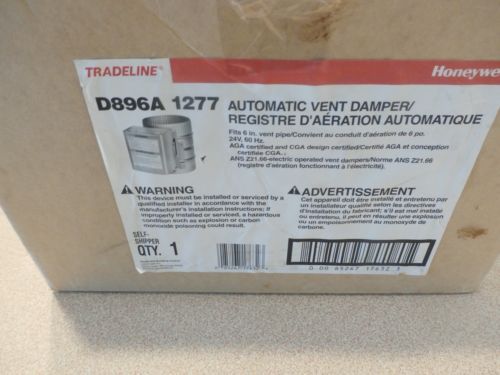 TRADELINE®
Honeywe
D896A 1277
AUTOMATIC VENT DAMPER/
REGISTRE D'AÉRATION AUTOMATIQUE
Fits 6 in. vent pipe/Convient au conduit d'aération de 6 po.
24V, 60 Hz.
AGA certified and CGA design certified/Certifié AGA et conception
certifiée CGA.
ANS Z21.66-electric operated vent dampers/Norme ANS Z21.66
(registre d'aération fonctionnant à l'électricité).
WARNING
This device must be installed or serviced by a
qualified installer in accordance with the
manufacturer's installation instructions. If
improperly installed or serviced, a hazardous
condition such as explosion or carbon
monoxide poisoning could result.
AVERTISSEMENT
Cet appareil doit être installé et entretenu par
un installateur qualifié selon les directives
d'installation du fabricant; s'il est mal installé
ou entretenu, il peut en résulter une explosion
ou un empoisonnement au monoxyde de
carbone.
SELF-
SHIPPER
QTY. 1